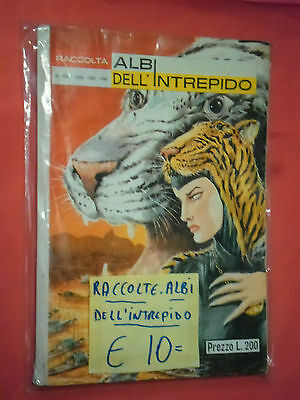 RACCOLTA ALBI
DELL'INTREPIDO
RACCOLTE.ALBI
DELL'INTREPIDO
€ 10=
Prezzo L. 200